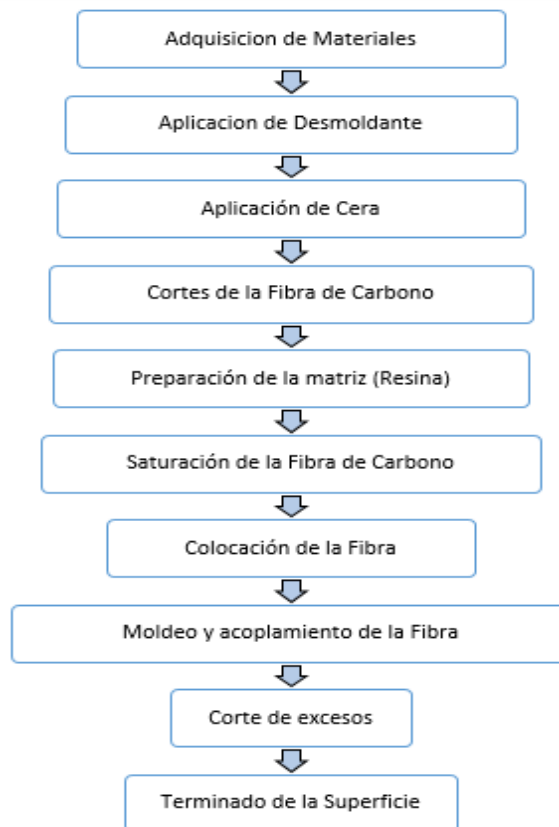 Adquisicion de Materiales
Aplicacion de Desmoldante
Aplicación de Cera
Cortes de la Fibra de Carbono
Preparación de la matriz (Resina)
Saturación de la Fibra de Carbono
Colocación de la Fibra
Moldeo y acoplamiento de la Fibra
Corte de excesos
Terminado de la Superficie